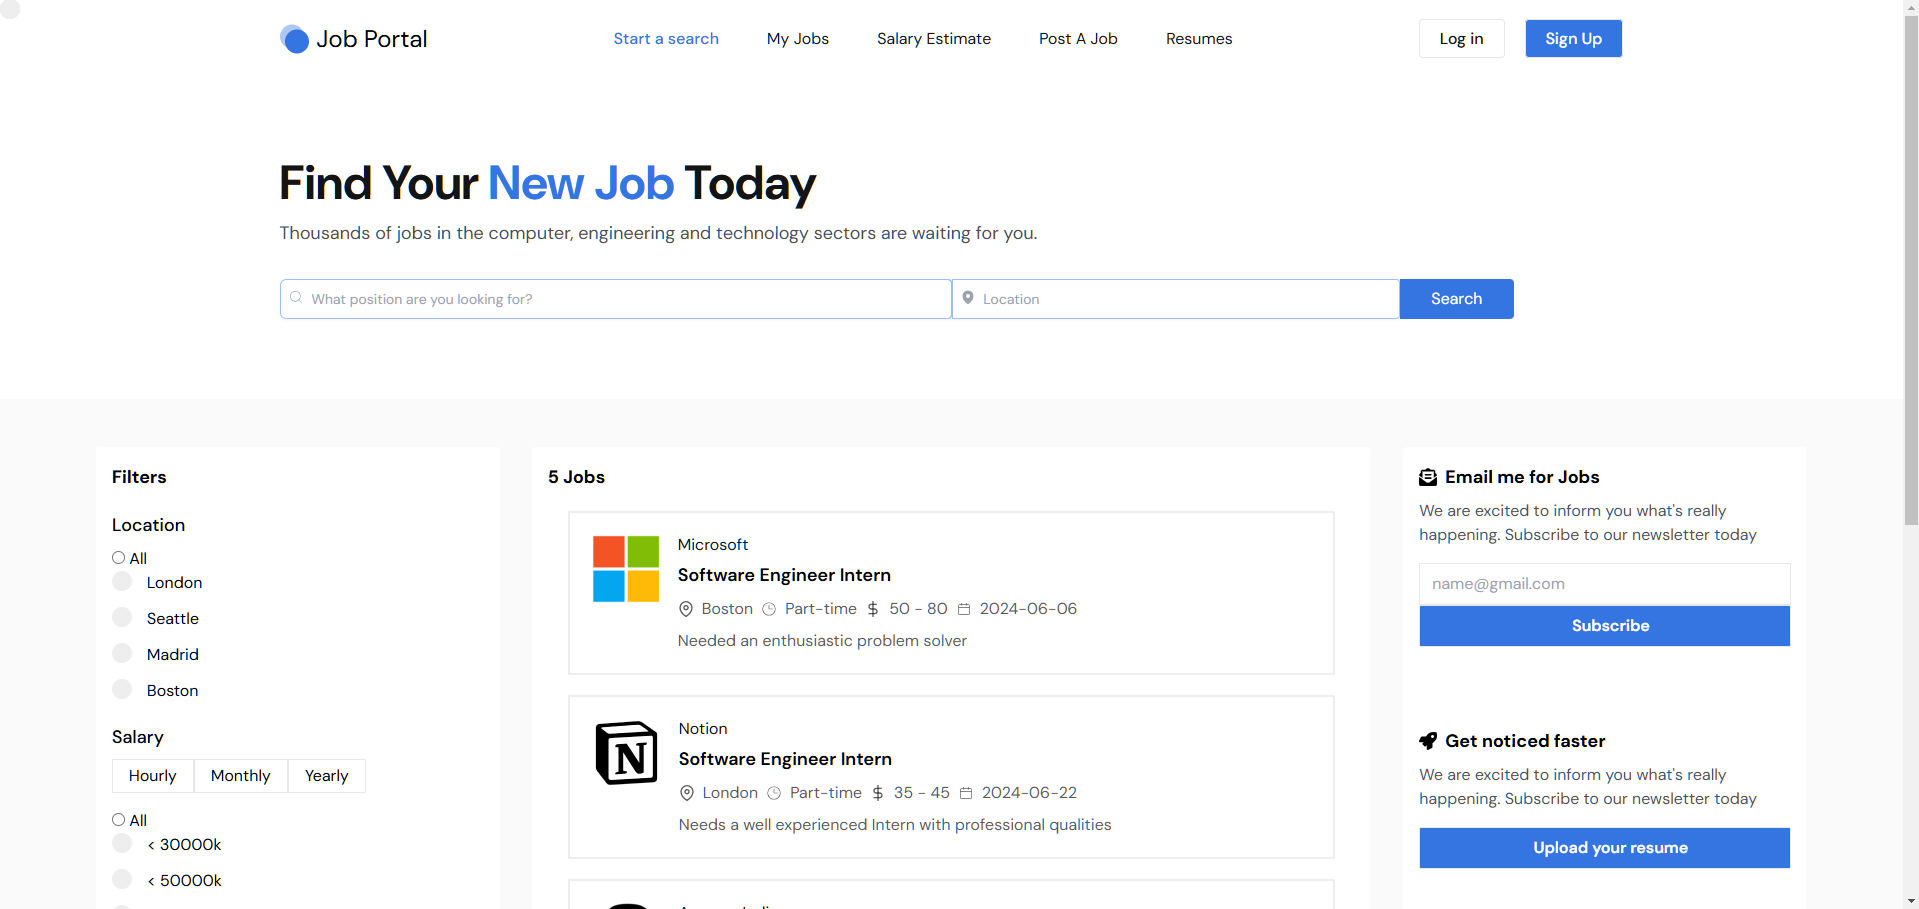 Job Portal
Start a search
My Jobs
Salary Estimate
Post A Job
Resumes
Log in
Sign Up
Find Your New Job Today
Thousands of jobs in the computer, engineering and technology sectors are waiting for you.
What position are you looking for?
Location
Search
Filters
Location
All
London
Seattle
Madrid
Boston
Salary
Hourly
Monthly
Yearly
All
< 30000k
< 50000k
5 Jobs
Microsoft
Software Engineer Intern
Boston Part-time $ 50 - 80 2024-06-06
Needed an enthusiastic problem solver
N
Notion
Software Engineer Intern
London Part-time $ 35 - 45 2024-06-22
Needs a well experienced Intern with professional qualities
Email me for Jobs
We are excited to inform you what's really
happening. Subscribe to our newsletter today
name@gmail.com
Subscribe
Get noticed faster
We are excited to inform you what's really
happening. Subscribe to our newsletter today
Upload your resume